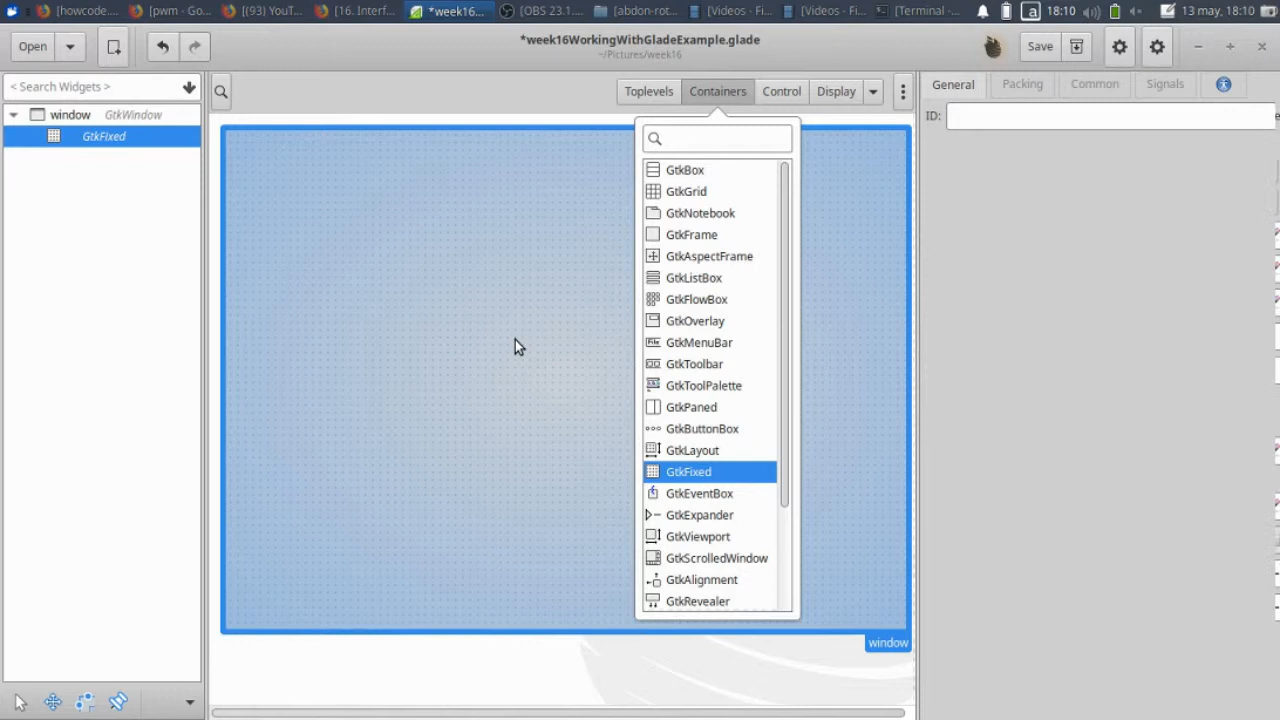 [howcode....
[pwm - Go...
[(93) YouT...
[16. Interf...
*week16...
[OBS 23.1....
[abdon-rot...
[Videos - Fi...
[Videos - Fi...
[Terminal -...
a
18:10
13 may, 18:10
Open
*week16WorkingWithGladeExample.glade
~/Pictures/week16
Save
< Search Widgets >
Toplevels
Containers
Control
Display
General
Packing
Common
Signals
window GtkWindow
GtkFixed
ID:
GtkBox
GtkGrid
GtkNotebook
GtkFrame
GtkAspectFrame
GtkListBox
GtkFlowBox
GtkOverlay
GtkMenuBar
GtkToolbar
GtkToolPalette
GtkPaned
GtkButtonBox
GtkLayout
GtkFixed
GtkEventBox
GtkExpander
GtkViewport
GtkScrolledWindow
GtkAlignment
GtkRevealer
window